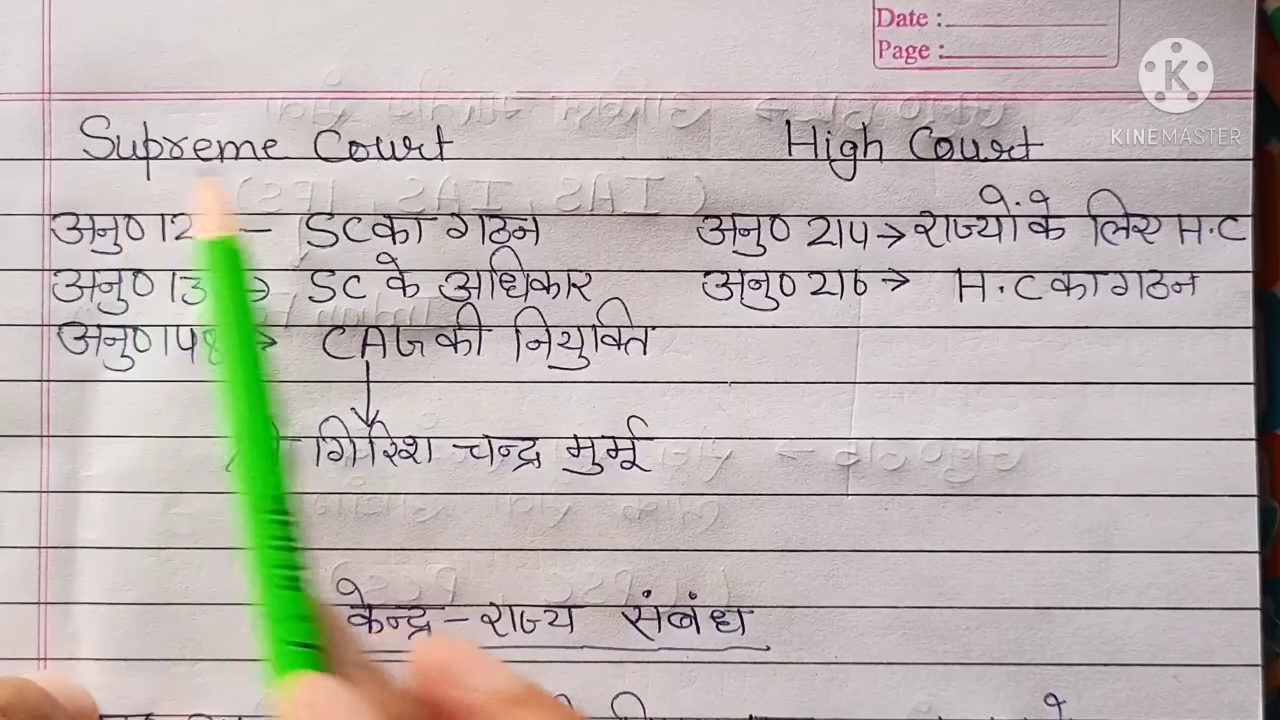 Date :
Page :
KINEMASTER
Supreme Court High Court
अनु० 12 – SC का गठन अनु० 214 → राज्यों के लिए H.C
अनु० 13 → SC के अधिकार अनु० 216 → H.C का गठन
अनु० 148 → CAG की नियुक्ति
गिरिश चन्द्र मुर्मू
केन्द्र – राज्य संबंध